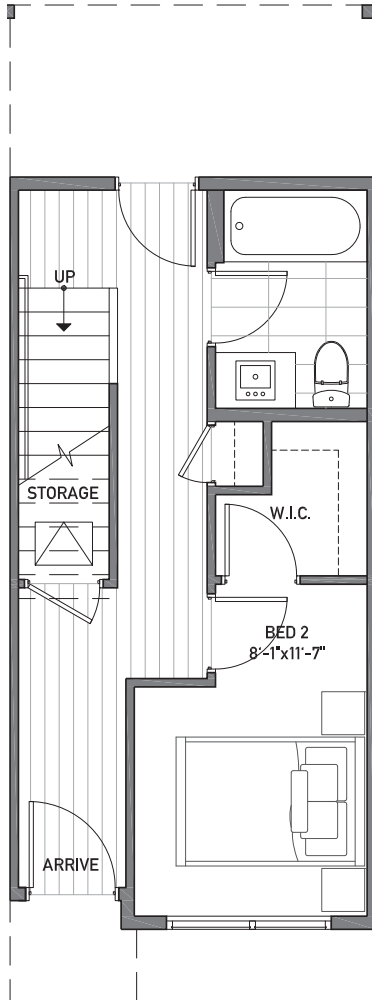 UP
STORAGE
W.I.C.
BED 2
8'-1"x11'-7"
ARRIVE